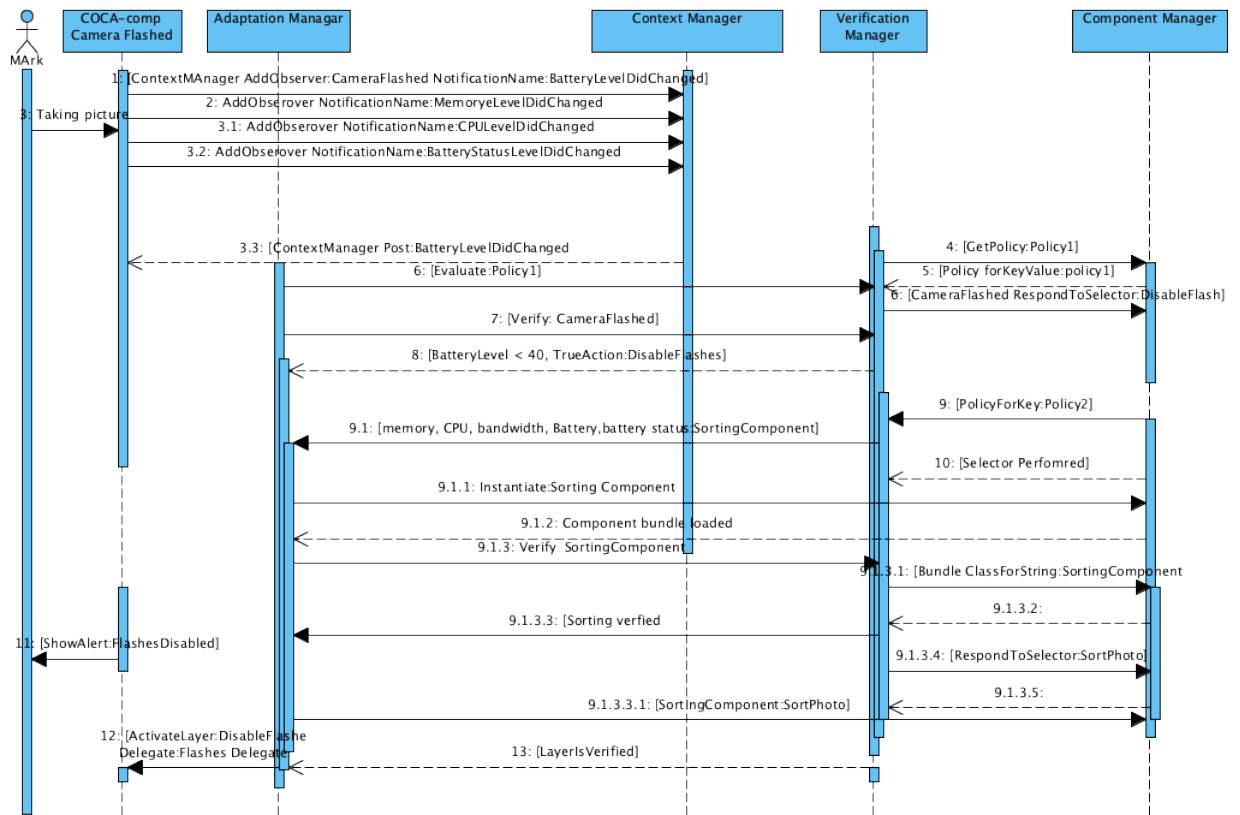 COCA-comp
Camera Flashed
Adaptation Managar
Context Manager
Verification
Manager
Component Manager
MArk
1: [ContextMAnager AddObserver:CameraFlashed NotificationName:BatteryLevelDidChanged]
2: AddObserover NotificationName:MemoryeLevelDidChanged
3: Taking picture
3.1: AddObserover NotificationName:CPULevelDidChanged
3.2: AddObserover NotificationName:BatteryStatusLevelDidChanged
3.3: [ContextManager Post:BatteryLevelDidChanged
4: [GetPolicy:Policy1]
6: [Evaluate:Policy1]
5: [Policy forKeyValue:policy1]
6: [CameraFlashed RespondToSelector:DisableFlash]
7: [Verify: CameraFlashed]
8: [BatteryLevel < 40, TrueAction:DisableFlashes]
9: [PolicyForKey:Policy2]
9.1: [memory, CPU, bandwidth, Battery,battery status:SortingComponent]
10: [Selector Perfomred]
9.1.1: Instantiate:Sorting Component
9.1.2: Component bundle loaded
9.1.3: Verify SortingComponent
9.1.3.1: [Bundle ClassForString:SortingComponent
9.1.3.2:
9.1.3.3: [Sorting verfied
11: [ShowAlert:FlashesDisabled]
9.1.3.4: [RespondToSelector:SortPhoto]
9.1.3.5:
9.1.3.3.1: [SortIngComponent:SortPhoto]
12: [ActivateLayer:DisableFlashe
Delegate:Flashes Delegate
13: [LayerIsVerified]